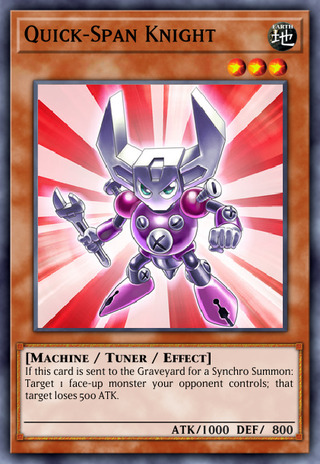 Quick-Span Knight
EARTH
地
[Machine / Tuner / Effect]
If this card is sent to the Graveyard for a Synchro Summon:
Target 1 face-up monster your opponent controls; that
target loses 500 ATK.
ATK/1000 DEF/ 800